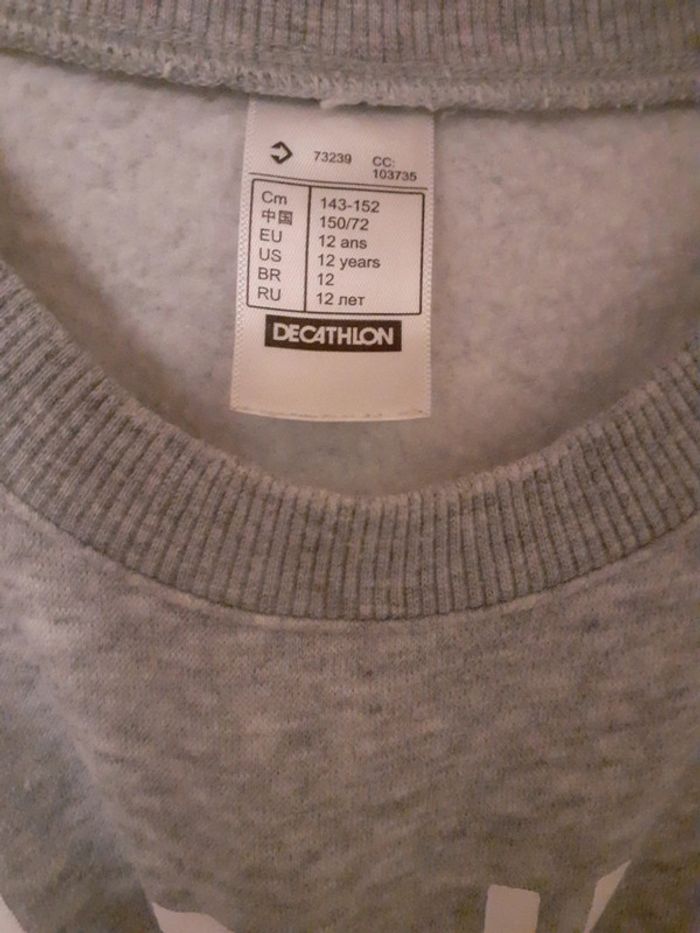 73239 CC:
103735
Cm 143-152
中国 150/72
EU 12 ans
US 12 years
BR 12
RU 12 лет
DECATHLON